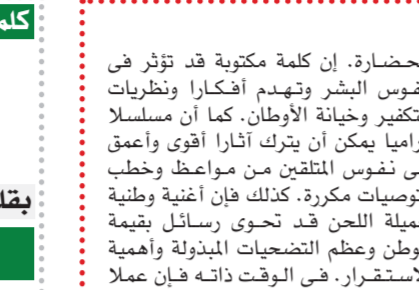 كلم
حضارة. إن كلمة مكتوبة قد تؤثر فى
نفوس البشر وتهدم أفكارا ونظريات
تكفير وخيانة الأوطان. كما أن مسلسلا
راميا يمكن أن يترك آثارا أقوى وأعمق
ى نفوس المتلقين من مواعظ وخطب
توصيات مكررة. كذلك فإن أغنية وطنية
ميلة اللحن قد تحوى رسائل بقيمة
وطن وعظم التضحيات المبذولة وأهمية
لاستقرار. فى الوقت ذاته فإن عملا
بقل